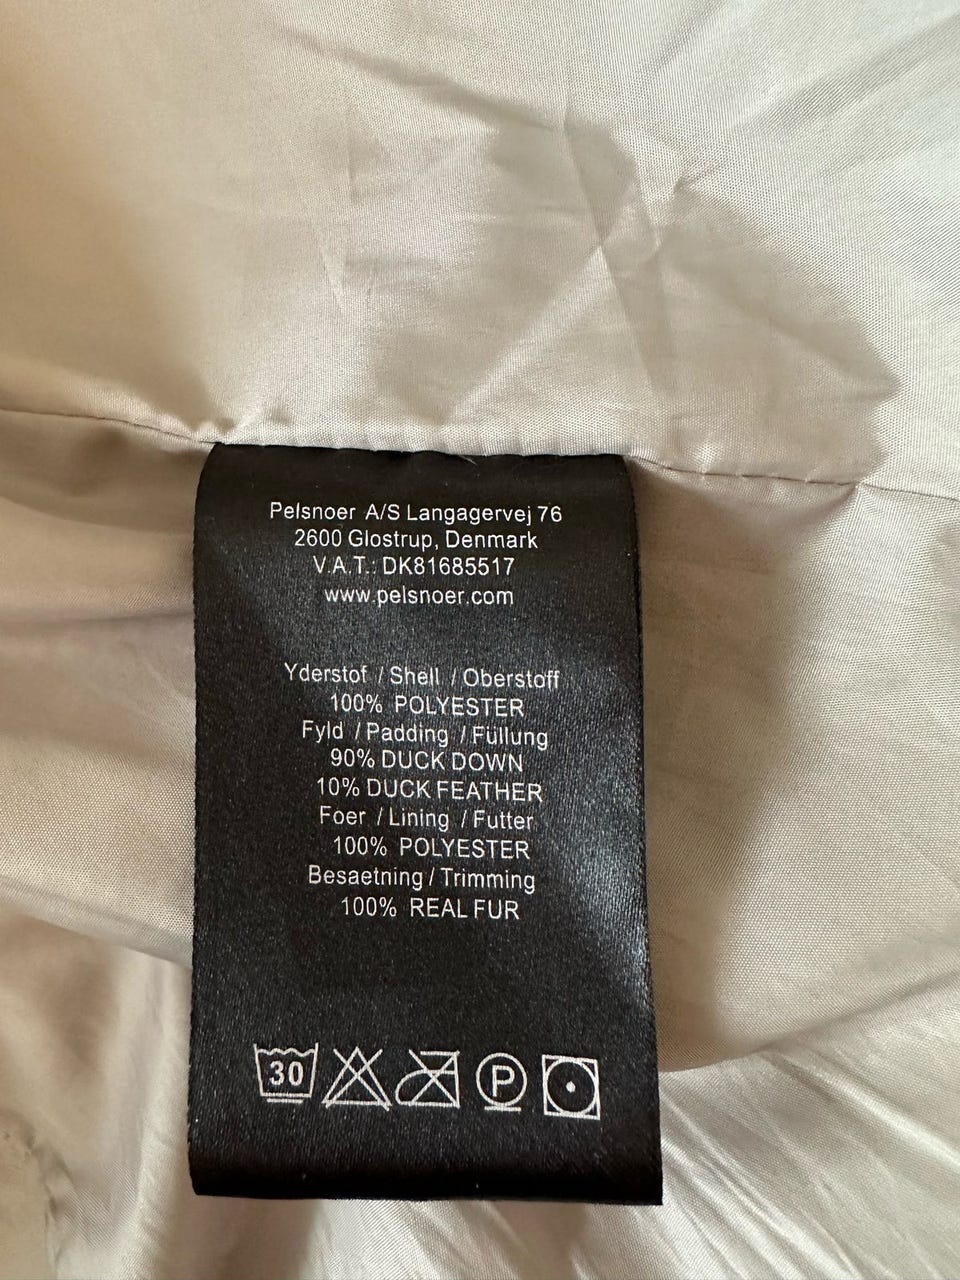 Pelsnoer A/S Langagervej 76
2600 Glostrup, Denmark
V.A.T.: DK81685517
www.pelsnoer.com
Yderstof / Shell / Oberstoff
100% POLYESTER
Fyld / Padding / Füllung
90% DUCK DOWN
10% DUCK FEATHER
Foer / Lining / Futter
100% POLYESTER
Besaetning / Trimming
100% REAL FUR
30 P